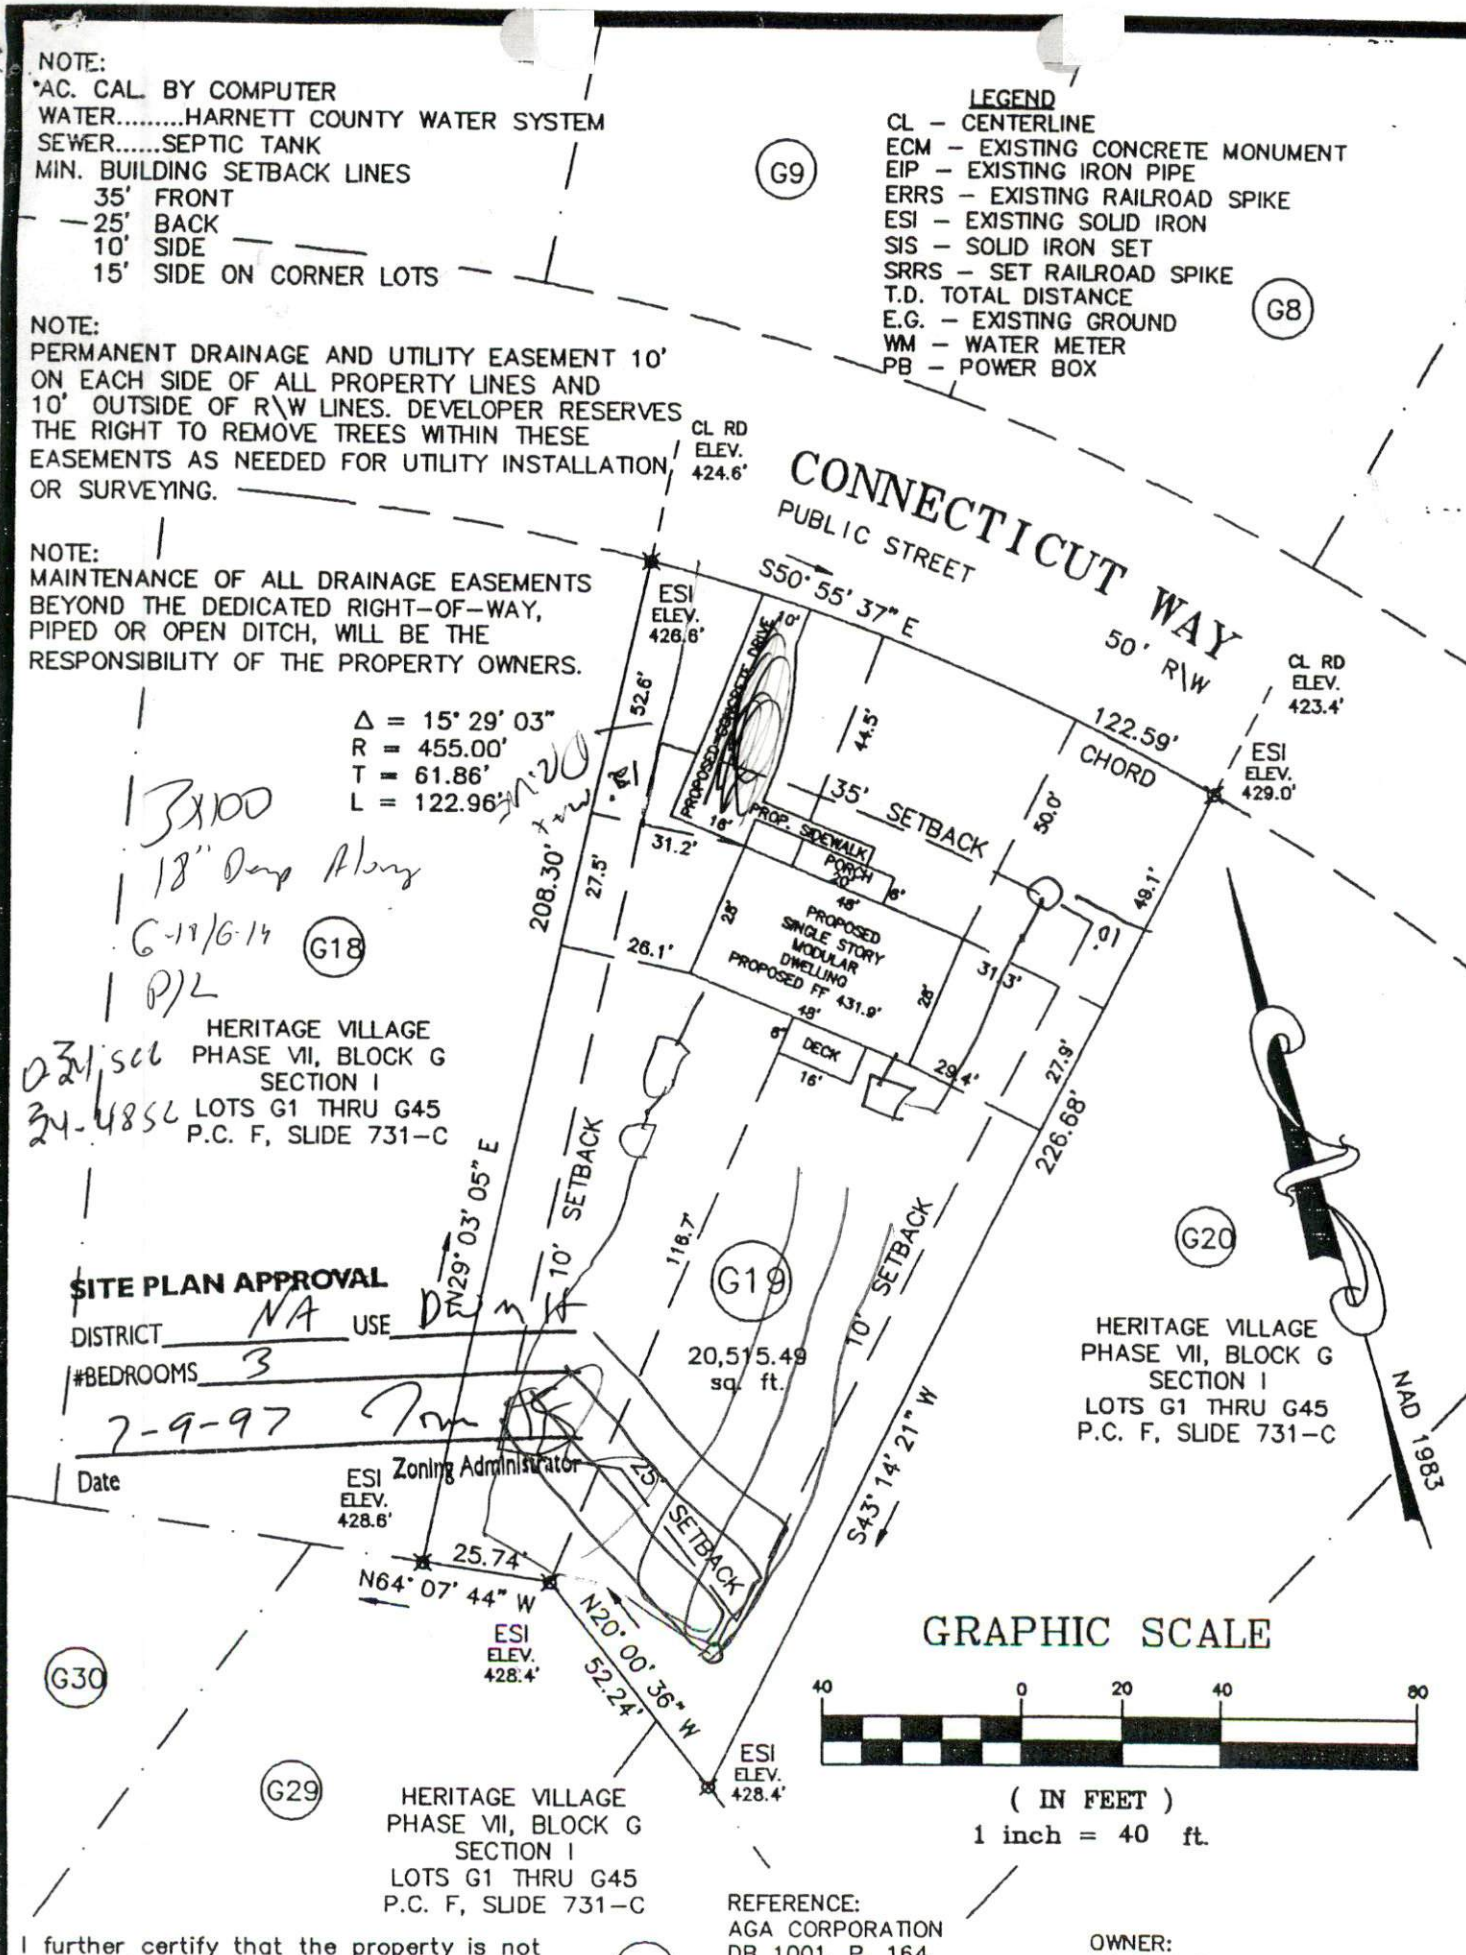 NOTE:
*AC. CAL. BY COMPUTER
WATER.........HARNETT COUNTY WATER SYSTEM
SEWER......SEPTIC TANK
MIN. BUILDING SETBACK LINES
35' FRONT
25' BACK
10' SIDE
15' SIDE ON CORNER LOTS
G9
LEGEND
CL – CENTERLINE
ECM – EXISTING CONCRETE MONUMENT
EIP – EXISTING IRON PIPE
ERRS – EXISTING RAILROAD SPIKE
ESI – EXISTING SOLID IRON
SIS – SOLID IRON SET
SRRS – SET RAILROAD SPIKE
T.D. TOTAL DISTANCE
E.G. – EXISTING GROUND
WM – WATER METER
PB – POWER BOX
G8
NOTE:
PERMANENT DRAINAGE AND UTILITY EASEMENT 10'
ON EACH SIDE OF ALL PROPERTY LINES AND
10' OUTSIDE OF R\W LINES. DEVELOPER RESERVES
THE RIGHT TO REMOVE TREES WITHIN THESE
EASEMENTS AS NEEDED FOR UTILITY INSTALLATION
OR SURVEYING.
CL RD
ELEV.
424.6'
CONNECTICUT WAY
PUBLIC STREET
50' R\W
NOTE:
MAINTENANCE OF ALL DRAINAGE EASEMENTS
BEYOND THE DEDICATED RIGHT-OF-WAY,
PIPED OR OPEN DITCH, WILL BE THE
RESPONSIBILITY OF THE PROPERTY OWNERS.
ESI
ELEV.
426.6'
S50° 55' 37" E
122.59'
CHORD
CL RD
ELEV.
423.4'
ESI
ELEV.
429.0'
Δ = 15° 29' 03"
R = 455.00'
T = 61.86'
L = 122.96'
52.6'
10'
PROPOSED CONCRETE DRIVE
44.5'
35' SETBACK
50.0'
49.1'
10
3x100
18" Deep Along
G-18/G-19
P/L
G18
208.30'
27.5'
31.2'
16'
PROP. SIDEWALK
PORCH
20'
6'
48'
28'
PROPOSED
SINGLE STORY
MODULAR
DWELLING
PROPOSED FF 431.9'
48'
28'
26.1'
31.3'
6'
DECK
16'
29.4'
27.9'
226.68'
HERITAGE VILLAGE
PHASE VII, BLOCK G
SECTION I
LOTS G1 THRU G45
P.C. F, SLIDE 731-C
N29° 03' 05" E
10' SETBACK
116.7'
G19
20,515.49
sq. ft.
10' SETBACK
S43° 14' 21" W
G20
HERITAGE VILLAGE
PHASE VII, BLOCK G
SECTION I
LOTS G1 THRU G45
P.C. F, SLIDE 731-C
NAD 1983
SITE PLAN APPROVAL
DISTRICT NA USE
#BEDROOMS 3
7-9-97
Date
Zoning Administrator
ESI
ELEV.
428.6'
25' SETBACK
25.74'
N64° 07' 44" W
ESI
ELEV.
428.4'
N20° 00' 36" W
52.24'
ESI
ELEV.
428.4'
G30
G29
GRAPHIC SCALE
40 0 20 40 80
( IN FEET )
1 inch = 40 ft.
HERITAGE VILLAGE
PHASE VII, BLOCK G
SECTION I
LOTS G1 THRU G45
P.C. F, SLIDE 731-C
REFERENCE:
AGA CORPORATION
DB 1001, P. 164
OWNER:
I further certify that the property is not